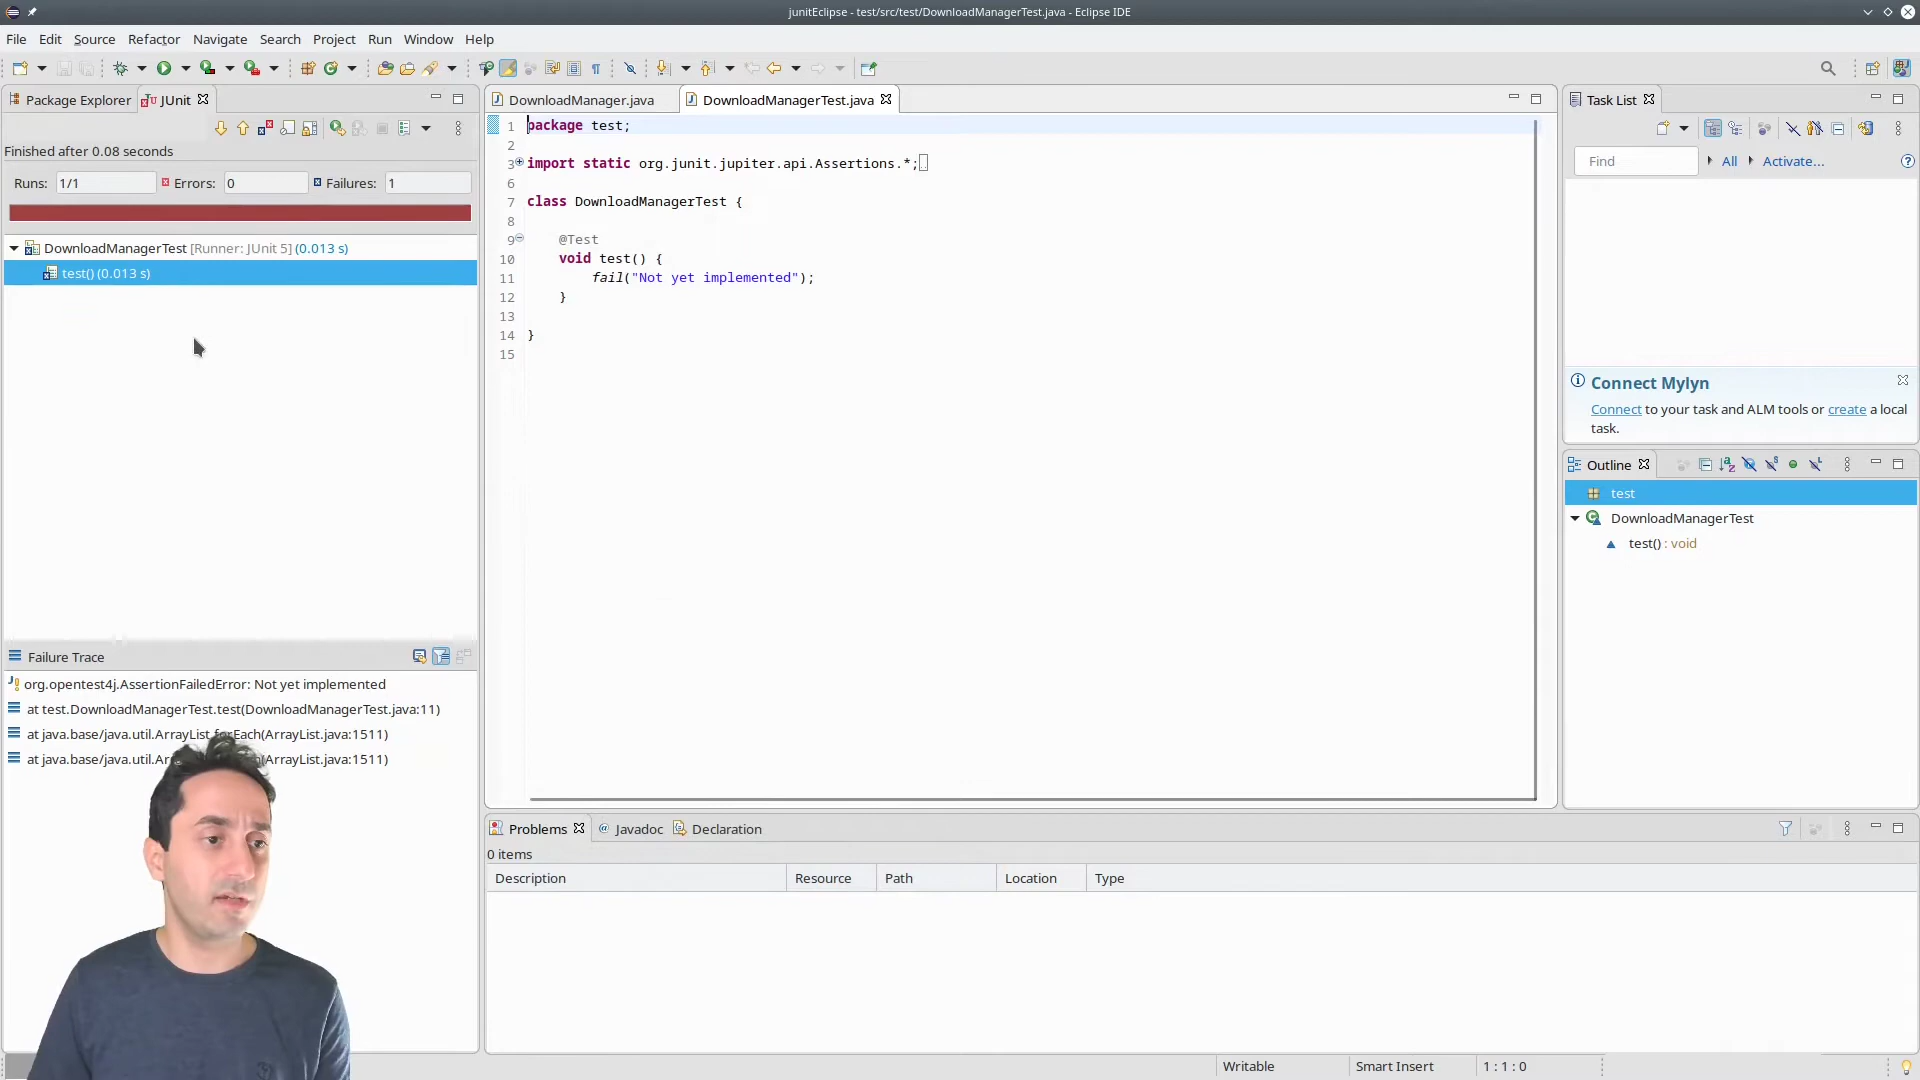 junitEclipse - test/src/test/DownloadManagerTest.java - Eclipse IDE
File Edit Source Refactor Navigate Search Project Run Window Help
Package Explorer JUnit
Finished after 0.08 seconds
Runs: 1/1 Errors: 0 Failures: 1
DownloadManagerTest [Runner: JUnit 5] (0.013 s)
test() (0.013 s)
Failure Trace
org.opentest4j.AssertionFailedError: Not yet implemented
at test.DownloadManagerTest.test(DownloadManagerTest.java:11)
at java.base/java.util.ArrayList.forEach(ArrayList.java:1511)
at java.base/java.util. (ArrayList.java:1511)
DownloadManager.java DownloadManagerTest.java
1 package test;
2
3 import static org.junit.jupiter.api.Assertions.*;
6
7 class DownloadManagerTest {
8
9 @Test
10 void test() {
11 fail("Not yet implemented");
12 }
13
14 }
15
Problems Javadoc Declaration
0 items
Description Resource Path Location Type
Task List
Find All Activate...
Connect Mylyn
Connect to your task and ALM tools or create a local
task.
Outline
test
DownloadManagerTest
test() : void
Writable Smart Insert 1 : 1 : 0